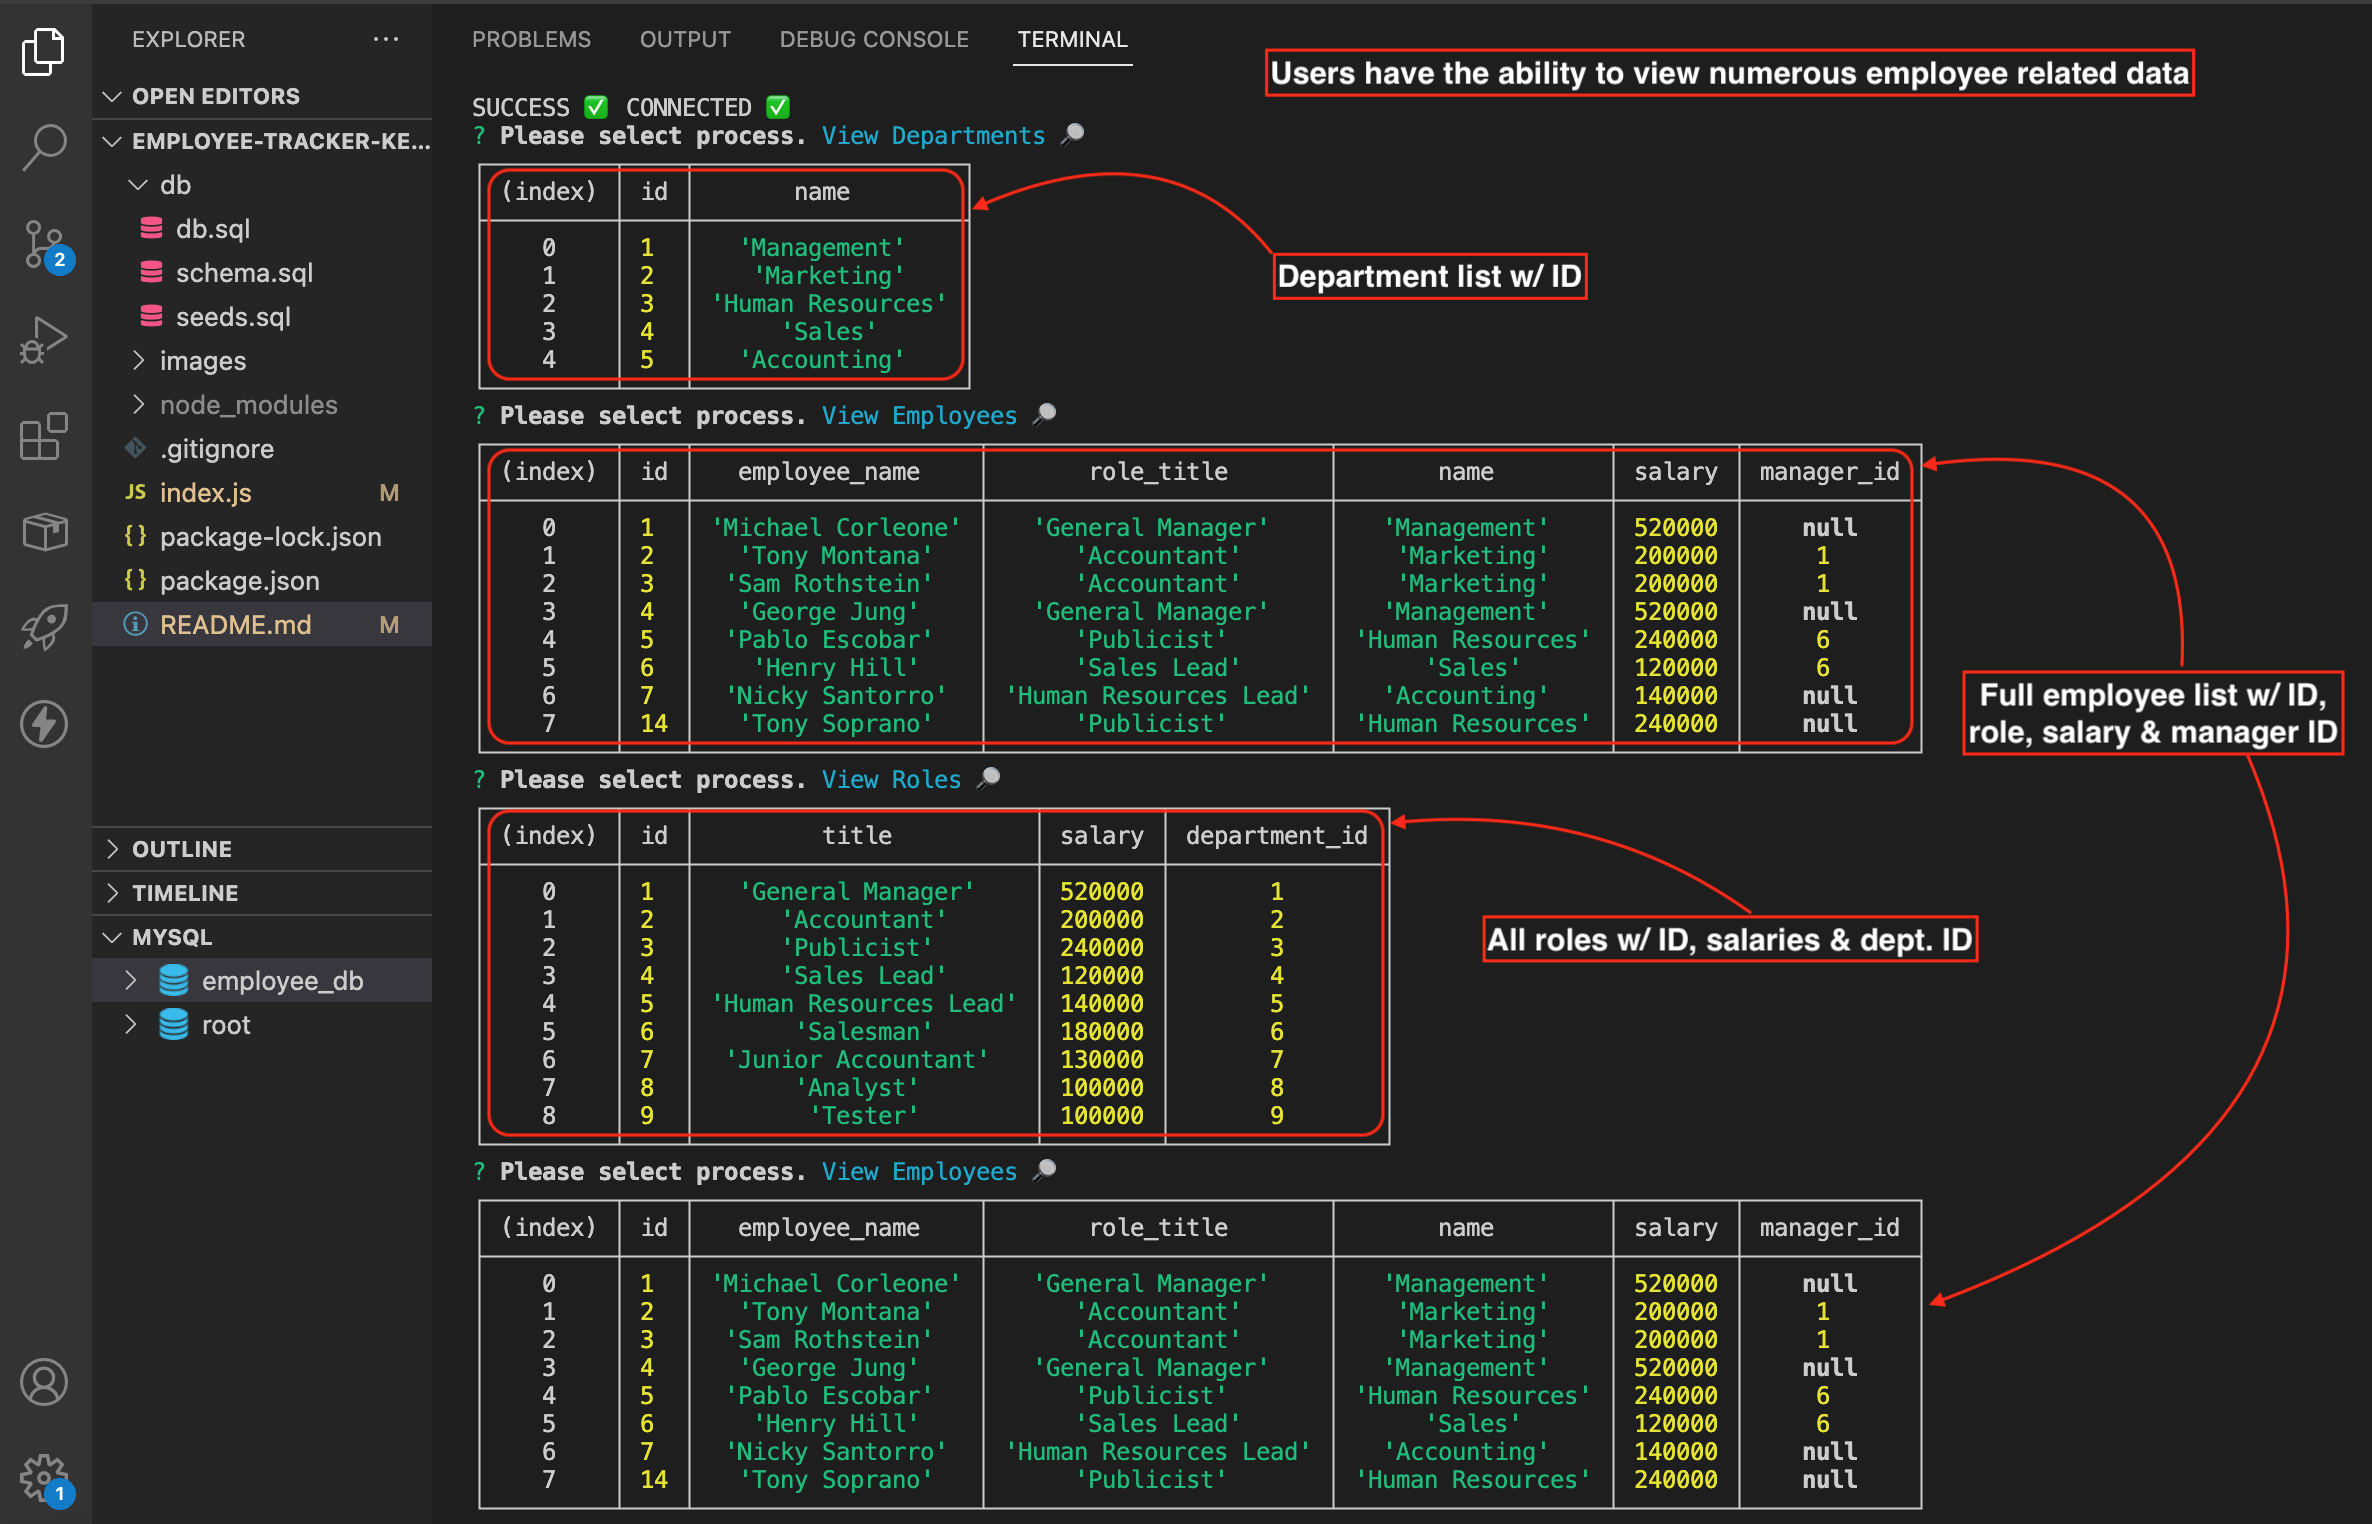 EXPLORER
OPEN EDITORS
EMPLOYEE-TRACKER-KE...
db
db.sql
schema.sql
seeds.sql
images
node_modules
.gitignore
JS index.js M
{} package-lock.json
{} package.json
README.md M
OUTLINE
TIMELINE
MYSQL
employee_db
root
2
1
PROBLEMS OUTPUT DEBUG CONSOLE TERMINAL
Users have the ability to view numerous employee related data
SUCCESS ✅ CONNECTED ✅
? Please select process. View Departments 🔎
(index) id name
0 1 'Management'
1 2 'Marketing'
2 3 'Human Resources'
3 4 'Sales'
4 5 'Accounting'
Department list w/ ID
? Please select process. View Employees 🔎
(index) id employee_name role_title name salary manager_id
0 1 'Michael Corleone' 'General Manager' 'Management' 520000 null
1 2 'Tony Montana' 'Accountant' 'Marketing' 200000 1
2 3 'Sam Rothstein' 'Accountant' 'Marketing' 200000 1
3 4 'George Jung' 'General Manager' 'Management' 520000 null
4 5 'Pablo Escobar' 'Publicist' 'Human Resources' 240000 6
5 6 'Henry Hill' 'Sales Lead' 'Sales' 120000 6
6 7 'Nicky Santorro' 'Human Resources Lead' 'Accounting' 140000 null
7 14 'Tony Soprano' 'Publicist' 'Human Resources' 240000 null
Full employee list w/ ID,
role, salary & manager ID
? Please select process. View Roles 🔎
(index) id title salary department_id
0 1 'General Manager' 520000 1
1 2 'Accountant' 200000 2
2 3 'Publicist' 240000 3
3 4 'Sales Lead' 120000 4
4 5 'Human Resources Lead' 140000 5
5 6 'Salesman' 180000 6
6 7 'Junior Accountant' 130000 7
7 8 'Analyst' 100000 8
8 9 'Tester' 100000 9
All roles w/ ID, salaries & dept. ID
? Please select process. View Employees 🔎
(index) id employee_name role_title name salary manager_id
0 1 'Michael Corleone' 'General Manager' 'Management' 520000 null
1 2 'Tony Montana' 'Accountant' 'Marketing' 200000 1
2 3 'Sam Rothstein' 'Accountant' 'Marketing' 200000 1
3 4 'George Jung' 'General Manager' 'Management' 520000 null
4 5 'Pablo Escobar' 'Publicist' 'Human Resources' 240000 6
5 6 'Henry Hill' 'Sales Lead' 'Sales' 120000 6
6 7 'Nicky Santorro' 'Human Resources Lead' 'Accounting' 140000 null
7 14 'Tony Soprano' 'Publicist' 'Human Resources' 240000 null